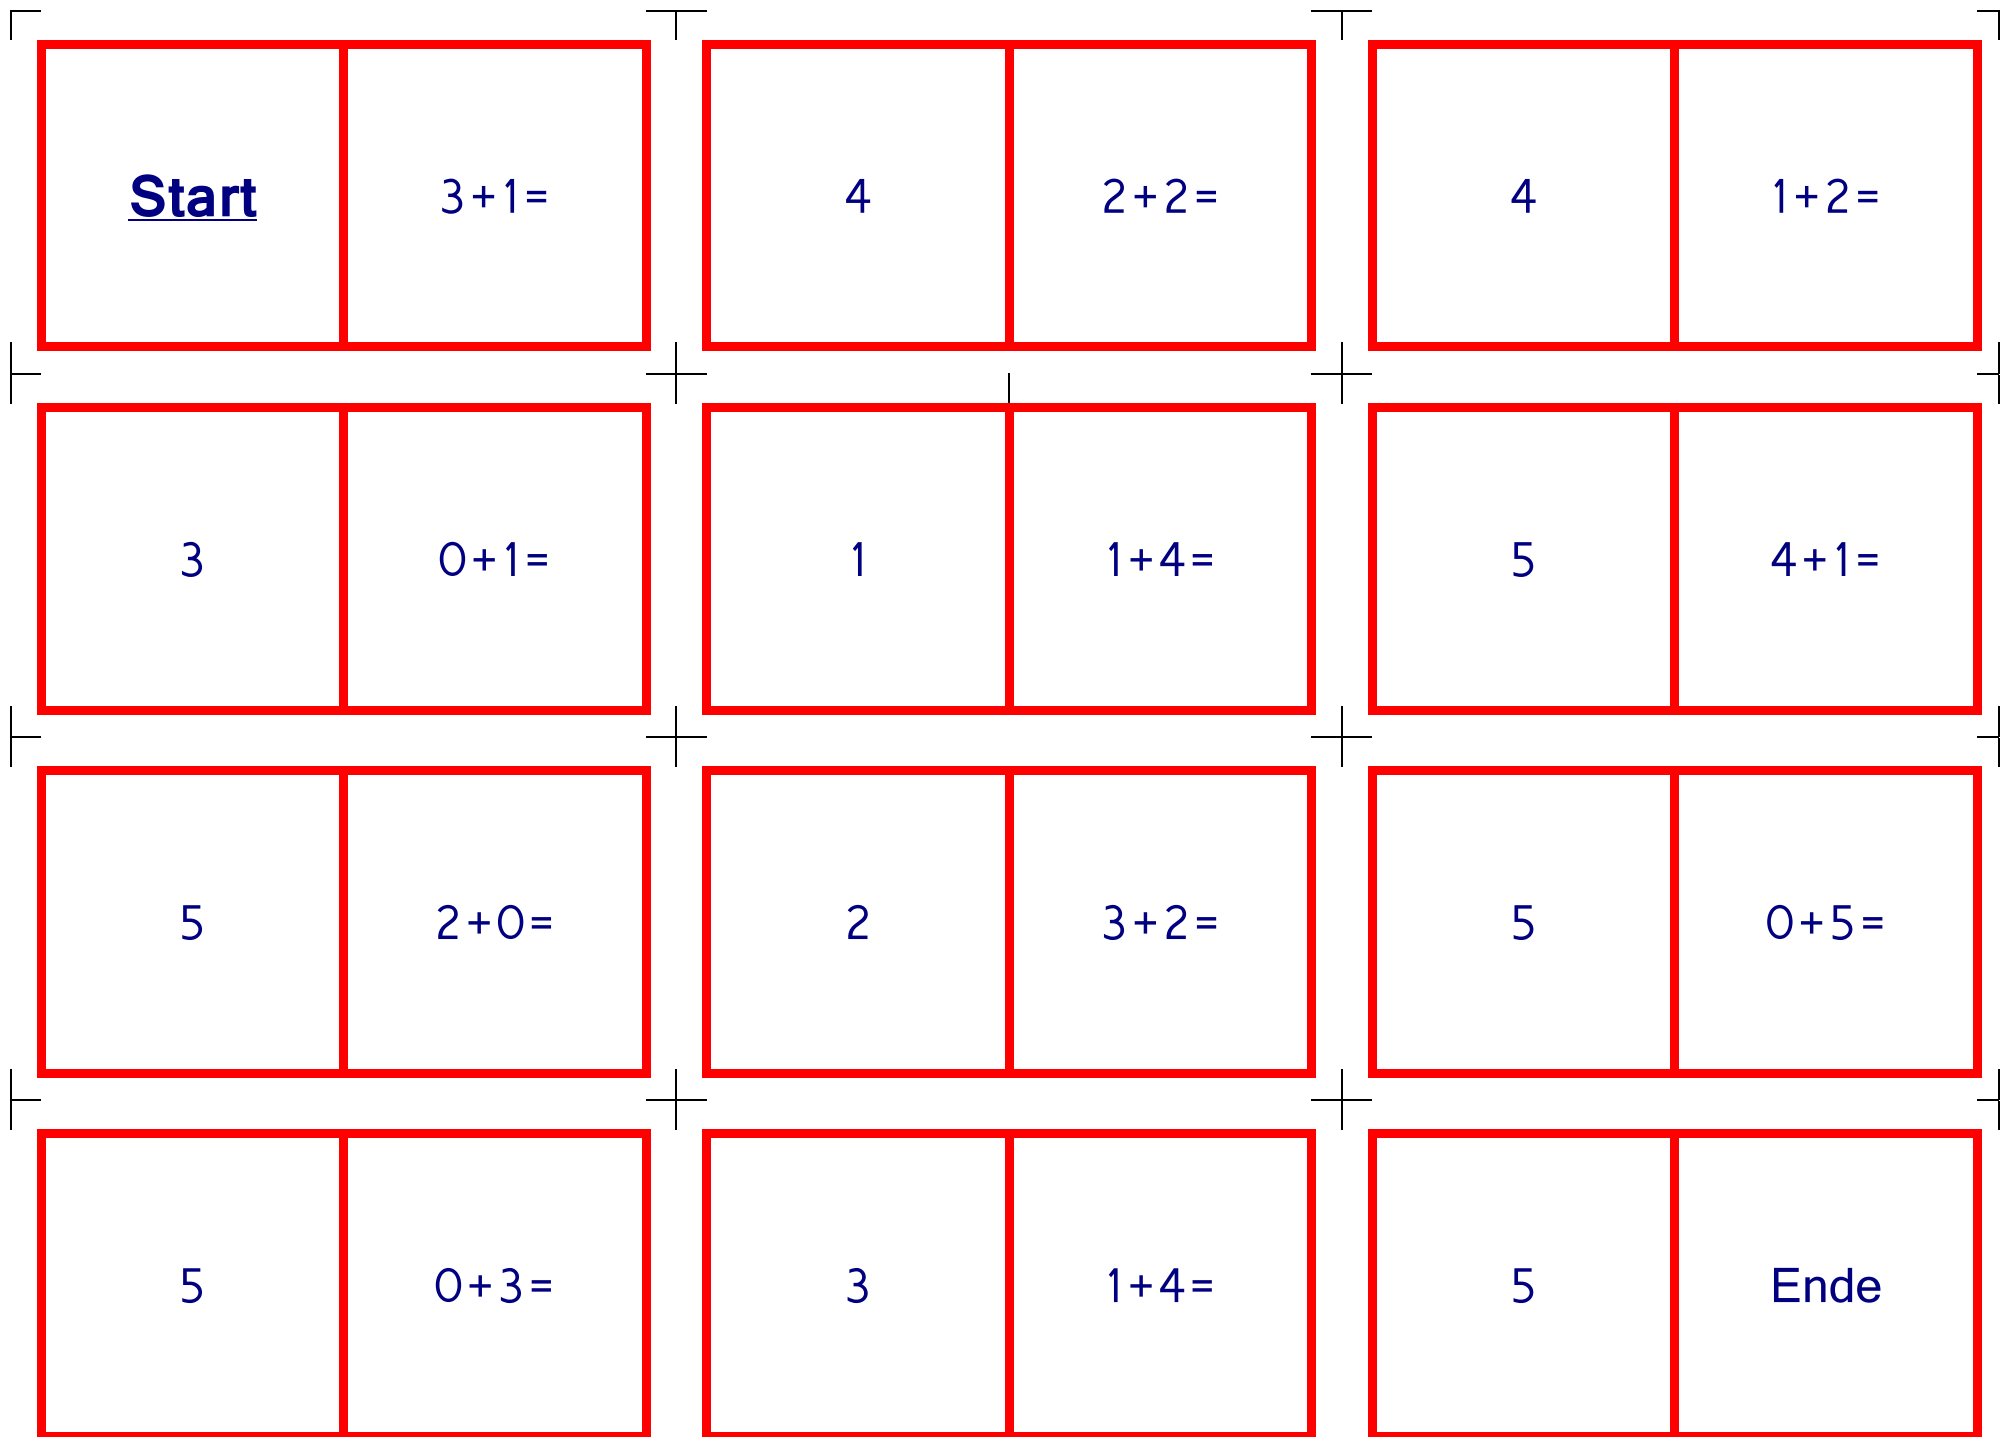 Start 3+1= 4 2+2= 4 1+2=
3 0+1= 1 1+4= 5 4+1=
5 2+0= 2 3+2= 5 0+5=
5 0+3= 3 1+4= 5 Ende